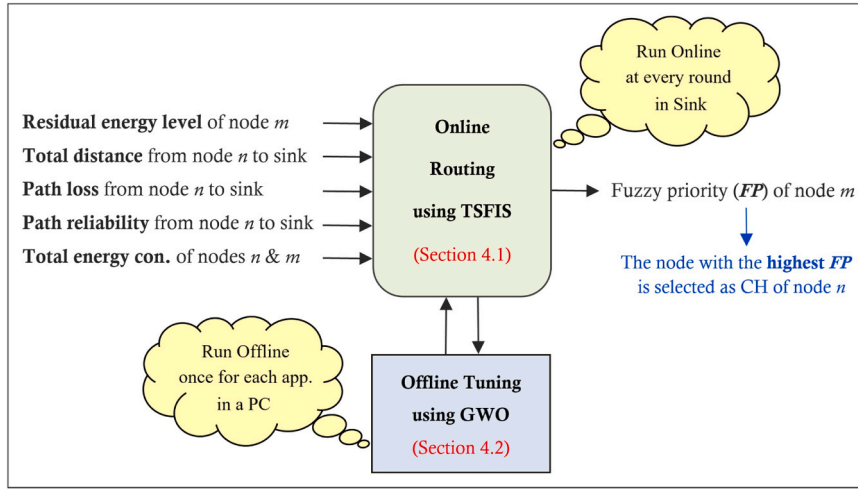 Run Online
at every round
in Sink
Residual energy level of node m
Total distance from node n to sink
Path loss from node n to sink
Path reliability from node n to sink
Total energy con. of nodes n & m
Online
Routing
using TSFIS
(Section 4.1)
Fuzzy priority (FP) of node m
The node with the highest FP
is selected as CH of node n
Run Offline
once for each app.
in a PC
Offline Tuning
using GWO
(Section 4.2)